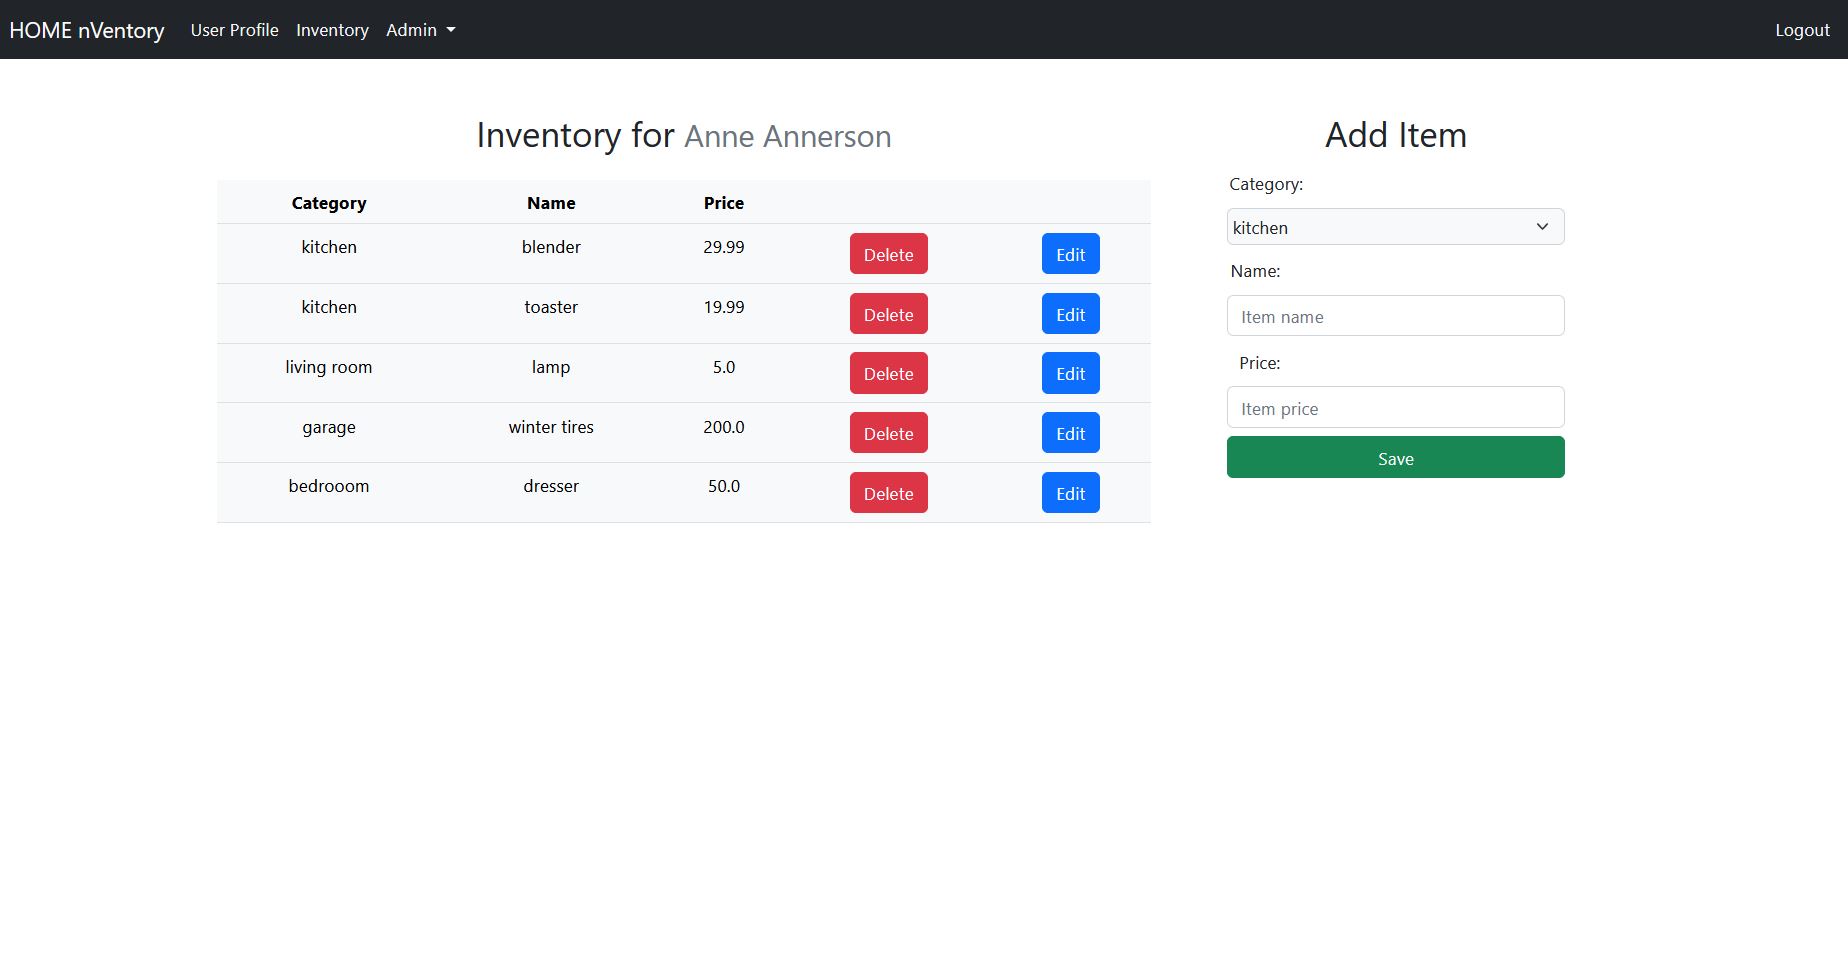 HOME nVentory User Profile Inventory Admin Logout
Inventory for Anne Annerson
Category Name Price
kitchen blender 29.99 Delete Edit
kitchen toaster 19.99 Delete Edit
living room lamp 5.0 Delete Edit
garage winter tires 200.0 Delete Edit
bedrooom dresser 50.0 Delete Edit
Add Item
Category:
kitchen
Name:
Item name
Price:
Item price
Save